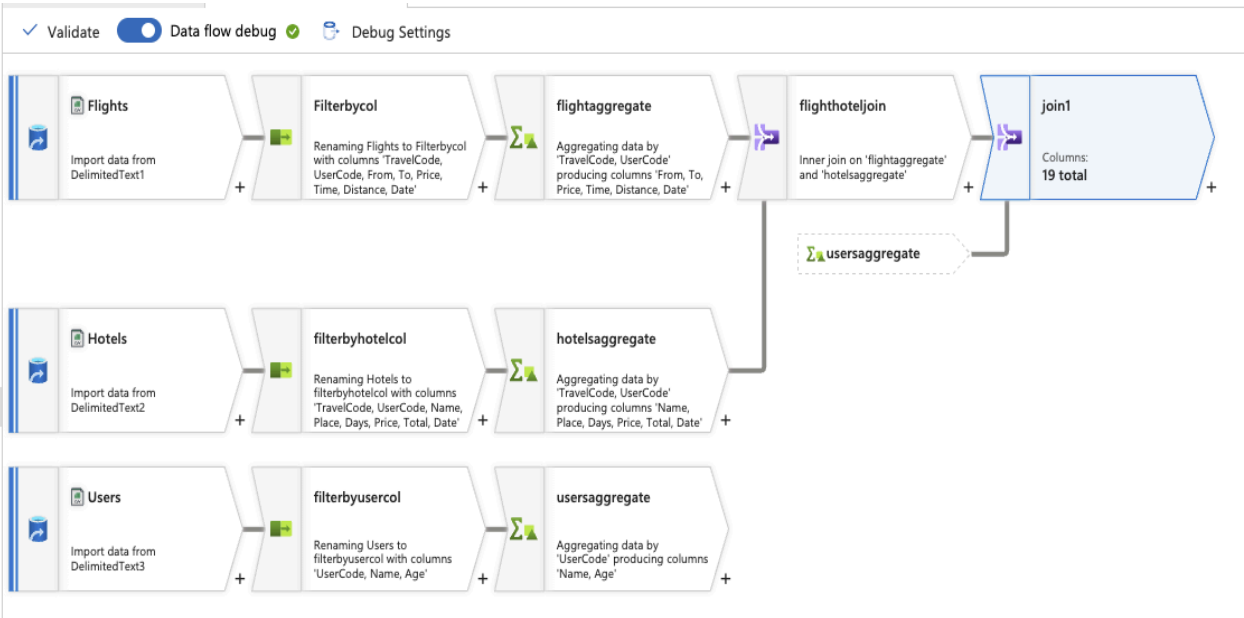 Validate
Data flow debug
Debug Settings
Flights
Import data from
DelimitedText1
Filterbycol
Renaming Flights to Filterbycol
with columns 'TravelCode,
UserCode, From, To, Price,
Time, Distance, Date'
flightaggregate
Aggregating data by
'TravelCode, UserCode'
producing columns 'From, To,
Price, Time, Distance, Date'
flighthoteljoin
Inner join on 'flightaggregate'
and 'hotelsaggregate'
join1
Columns:
19 total
+
+
+
+
+
usersaggregate
Hotels
Import data from
DelimitedText2
filterbyhotelcol
Renaming Hotels to
filterbyhotelcol with columns
'TravelCode, UserCode, Name,
Place, Days, Price, Total, Date'
hotelsaggregate
Aggregating data by
'TravelCode, UserCode'
producing columns 'Name,
Place, Days, Price, Total, Date'
+
+
+
Users
Import data from
DelimitedText3
filterbyusercol
Renaming Users to
filterbyusercol with columns
'UserCode, Name, Age'
usersaggregate
Aggregating data by
'UserCode' producing columns
'Name, Age'
+
+
+